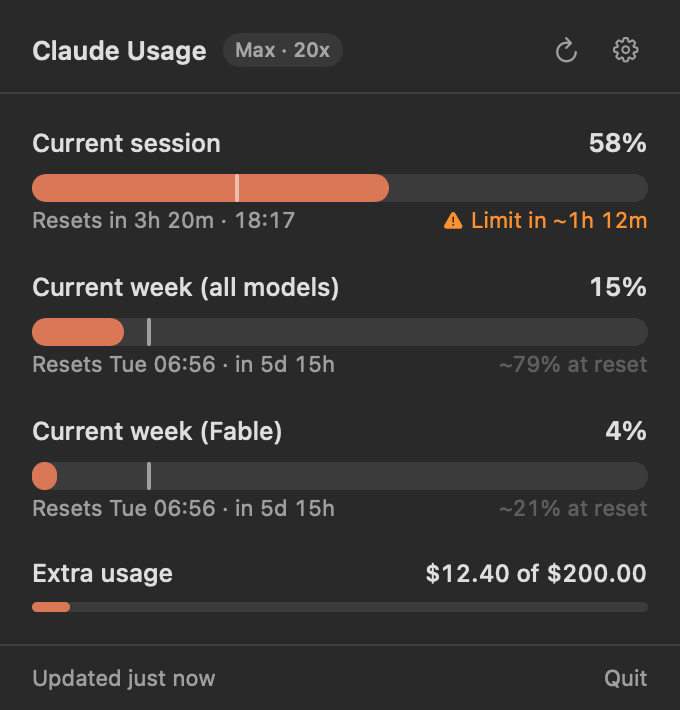 Claude Usage Max · 20x
Current session 58%
Resets in 3h 20m · 18:17 Limit in ~1h 12m
Current week (all models) 15%
Resets Tue 06:56 · in 5d 15h ~79% at reset
Current week (Fable) 4%
Resets Tue 06:56 · in 5d 15h ~21% at reset
Extra usage $12.40 of $200.00
Updated just now Quit